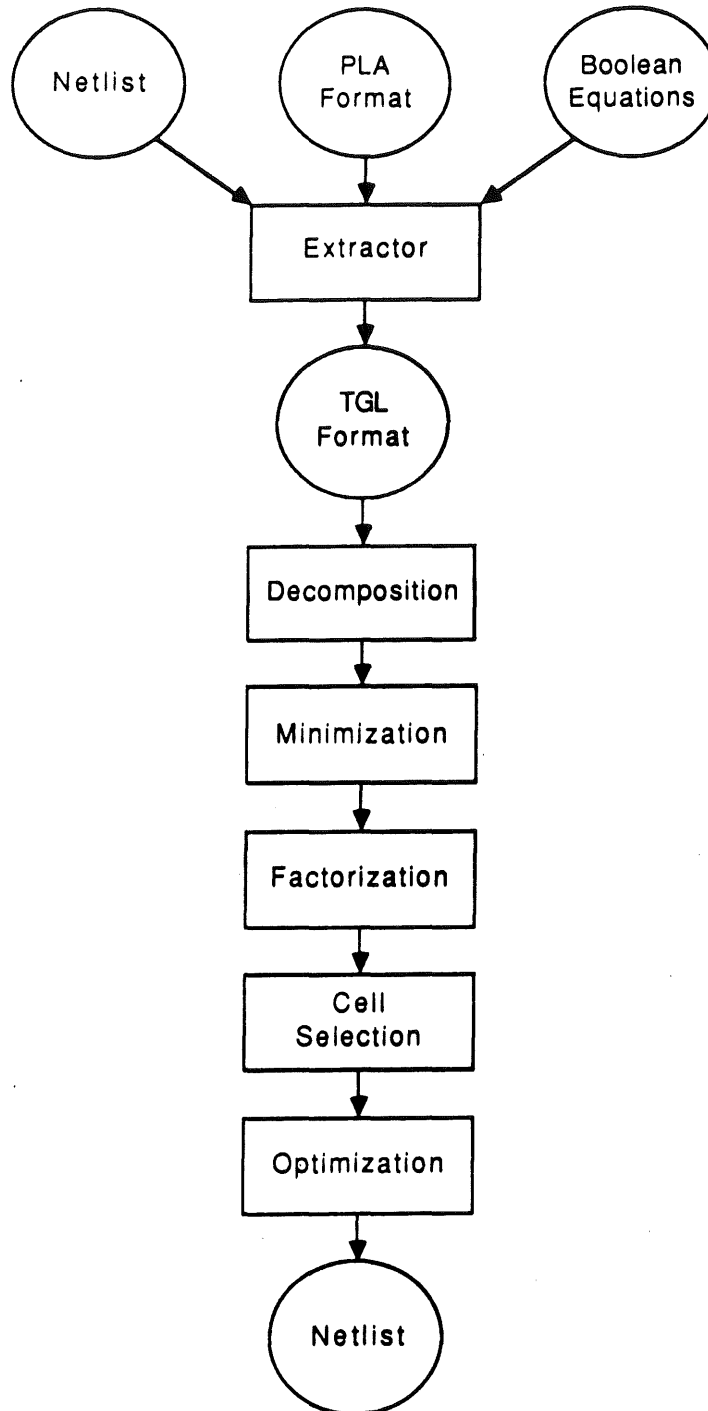 Netlist
PLA
Format
Boolean
Equations
Extractor
TGL
Format
Decomposition
Minimization
Factorization
Cell
Selection
Optimization
Netlist